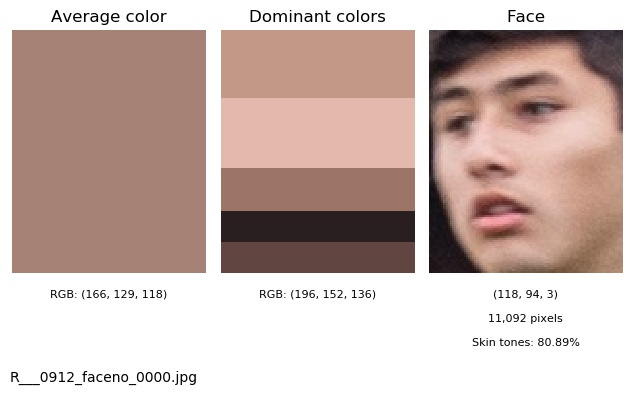 Average color
Dominant colors
Face
RGB: (166, 129, 118)
RGB: (196, 152, 136)
(118, 94, 3)
11,092 pixels
Skin tones: 80.89%
R___0912_faceno_0000.jpg